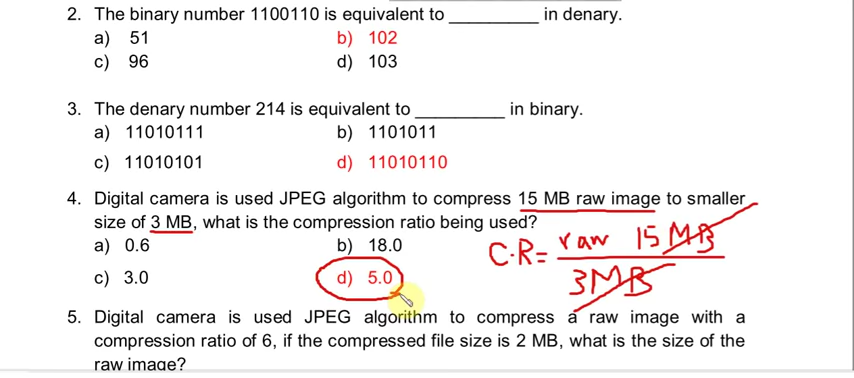 2. The binary number 1100110 is equivalent to __________ in denary.
a) 51 b) 102
c) 96 d) 103
3. The denary number 214 is equivalent to __________ in binary.
a) 11010111 b) 1101011
c) 11010101 d) 11010110
4. Digital camera is used JPEG algorithm to compress 15 MB raw image to smaller
size of 3 MB, what is the compression ratio being used?
a) 0.6 b) 18.0
c) 3.0 d) 5.0
C.R= raw 15 MB
3MB
5. Digital camera is used JPEG algorithm to compress a raw image with a
compression ratio of 6, if the compressed file size is 2 MB, what is the size of the
raw image?